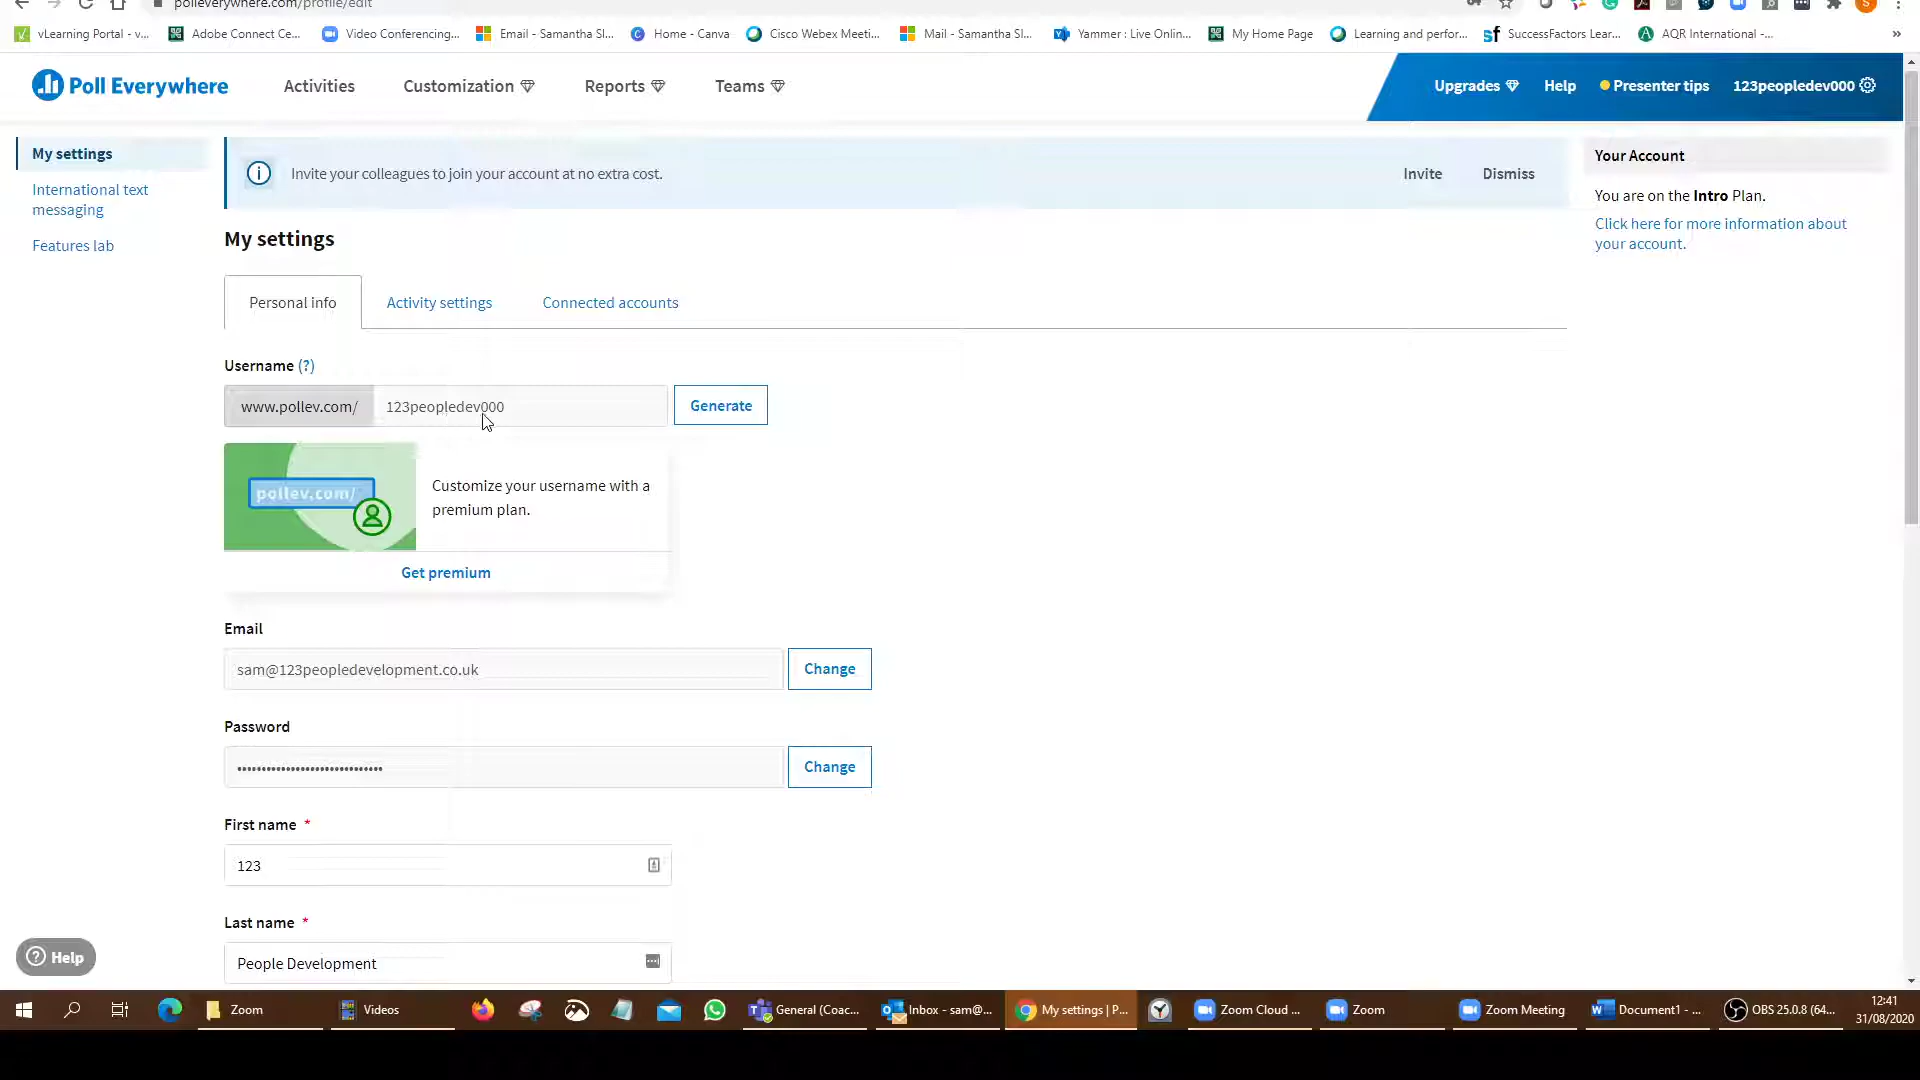 polleverywhere.com/profile/edit
vLearning Portal - v...
Adobe Connect Ce...
Video Conferencing...
Email - Samantha Sl...
Home - Canva
Cisco Webex Meeti...
Mail - Samantha Sl...
Yammer : Live Onlin...
My Home Page
Learning and perfor...
SuccessFactors Lear...
AQR International -...
»
Poll Everywhere
Activities
Customization
Reports
Teams
Upgrades
Help
Presenter tips
123peopledev000
My settings
International text
messaging
Features lab
Invite your colleagues to join your account at no extra cost.
Invite
Dismiss
Your Account
You are on the Intro Plan.
Click here for more information about
your account.
My settings
Personal info
Activity settings
Connected accounts
Username (?)
www.pollev.com/
123peopledev000
Generate
pollev.com/
Customize your username with a
premium plan.
Get premium
Email
sam@123peopledevelopment.co.uk
Change
Password
••••••••••••••••••••••••••••••
Change
First name *
123
Last name *
People Development
Help
Zoom
Videos
General (Coac...
Inbox - sam@...
My settings | P...
Zoom Cloud ...
Zoom
Zoom Meeting
Document1 - ...
OBS 25.0.8 (64...
12:41
31/08/2020